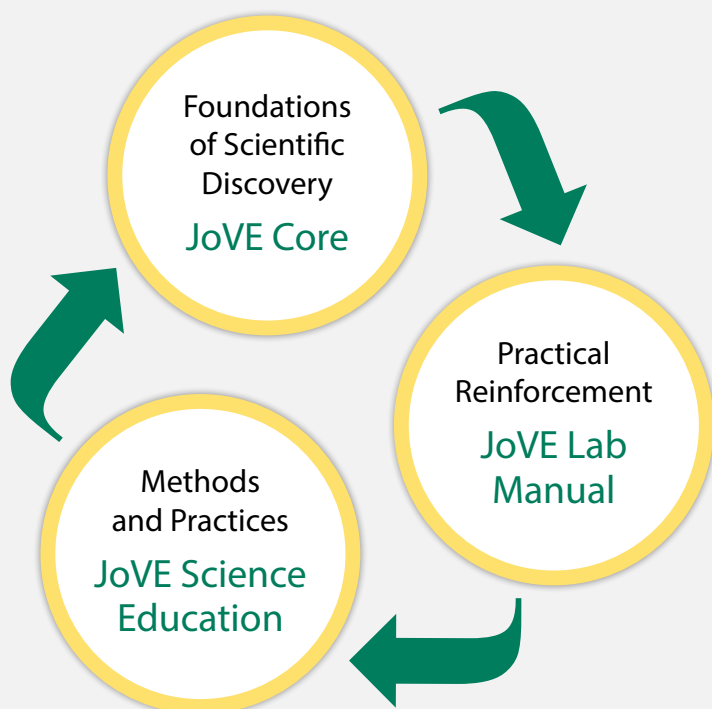 Foundations
of Scientific
Discovery
JoVE Core
Practical
Reinforcement
JoVE Lab
Manual
Methods
and Practices
JoVE Science
Education